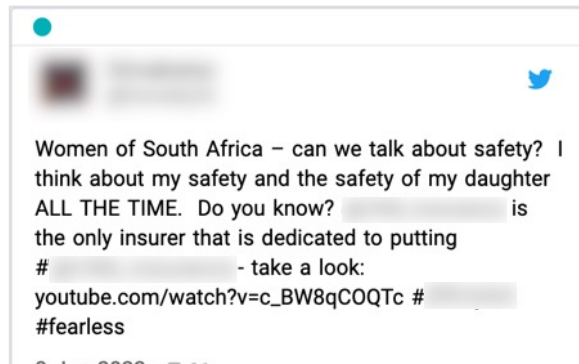 Women of South Africa – can we talk about safety? I
think about my safety and the safety of my daughter
ALL THE TIME. Do you know? is
the only insurer that is dedicated to putting
# - take a look:
youtube.com/watch?v=c_BW8qCOQTc #
#fearless